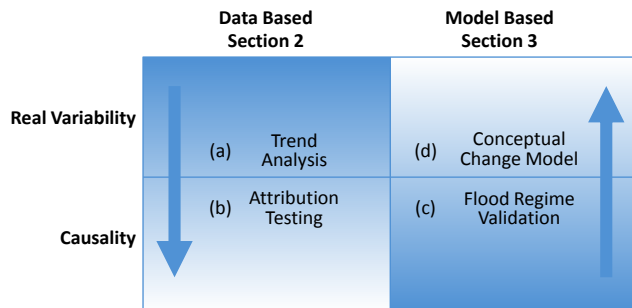 Data Based
Section 2
Model Based
Section 3
Real Variability
(a) Trend
Analysis
(d) Conceptual
Change Model
Causality
(b) Attribution
Testing
(c) Flood Regime
Validation